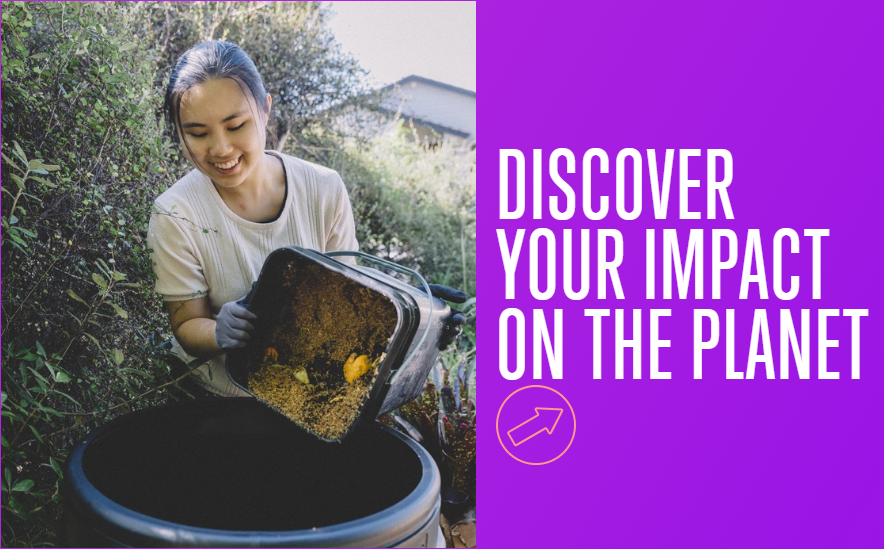 DISCOVER
YOUR IMPACT
ON THE PLANET